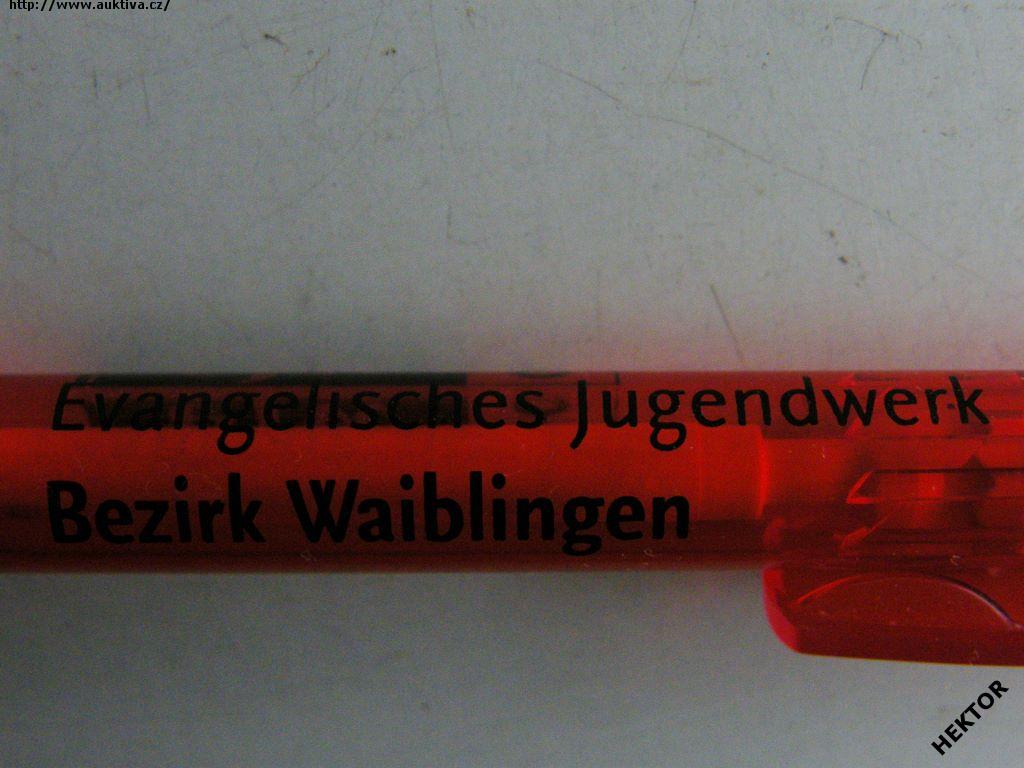 http://www.auktiva.cz/
Evangelisches Jugendwerk
Bezirk Waiblingen
HEKTOR